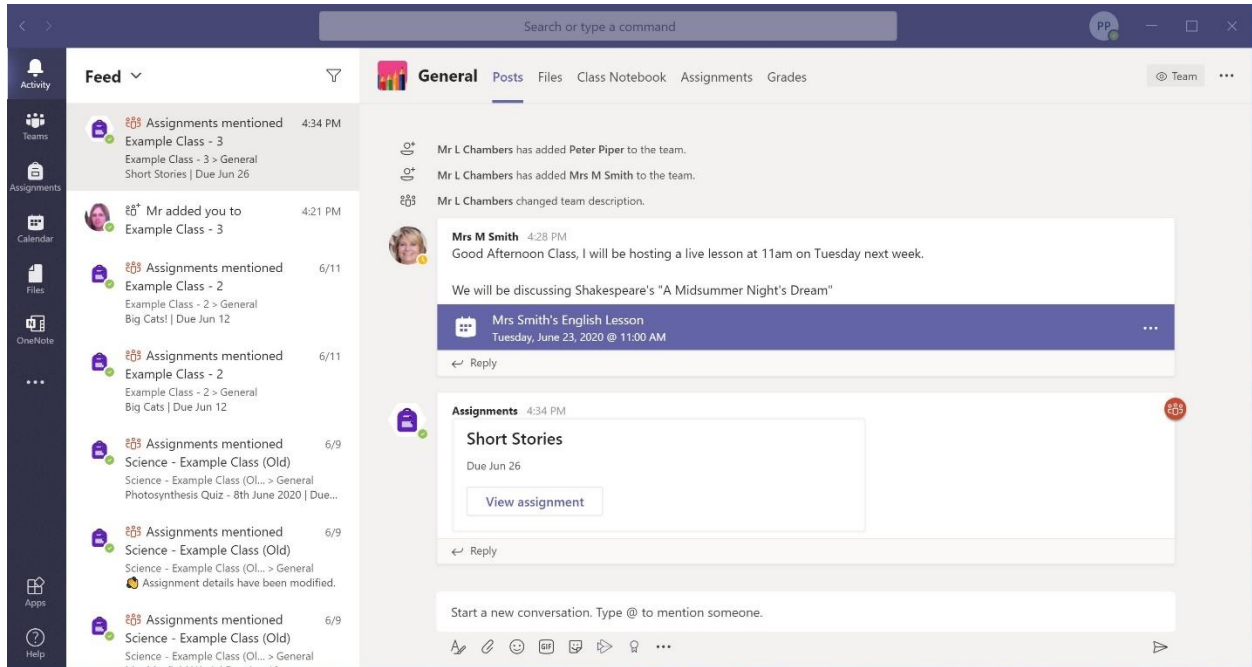 Search or type a command
PP
Activity
Teams
Assignments
Calendar
Files
OneNote
Apps
Help
Feed
Assignments mentioned 4:34 PM
Example Class - 3
Example Class - 3 > General
Short Stories | Due Jun 26
Mr added you to 4:21 PM
Example Class - 3
Assignments mentioned 6/11
Example Class - 2
Example Class - 2 > General
Big Cats! | Due Jun 12
Assignments mentioned 6/11
Example Class - 2
Example Class - 2 > General
Big Cats | Due Jun 12
Assignments mentioned 6/9
Science - Example Class (Old)
Science - Example Class (Ol... > General
Photosynthesis Quiz - 8th June 2020 | Due...
Assignments mentioned 6/9
Science - Example Class (Old)
Science - Example Class (Ol... > General
Assignment details have been modified.
Assignments mentioned 6/9
Science - Example Class (Old)
Science - Example Class (Ol... > General
General Posts Files Class Notebook Assignments Grades
Team
Mr L Chambers has added Peter Piper to the team.
Mr L Chambers has added Mrs M Smith to the team.
Mr L Chambers changed team description.
Mrs M Smith 4:28 PM
Good Afternoon Class, I will be hosting a live lesson at 11am on Tuesday next week.
We will be discussing Shakespeare's "A Midsummer Night's Dream"
Mrs Smith's English Lesson
Tuesday, June 23, 2020 @ 11:00 AM
Reply
Assignments 4:34 PM
Short Stories
Due Jun 26
View assignment
Reply
Start a new conversation. Type @ to mention someone.
GIF